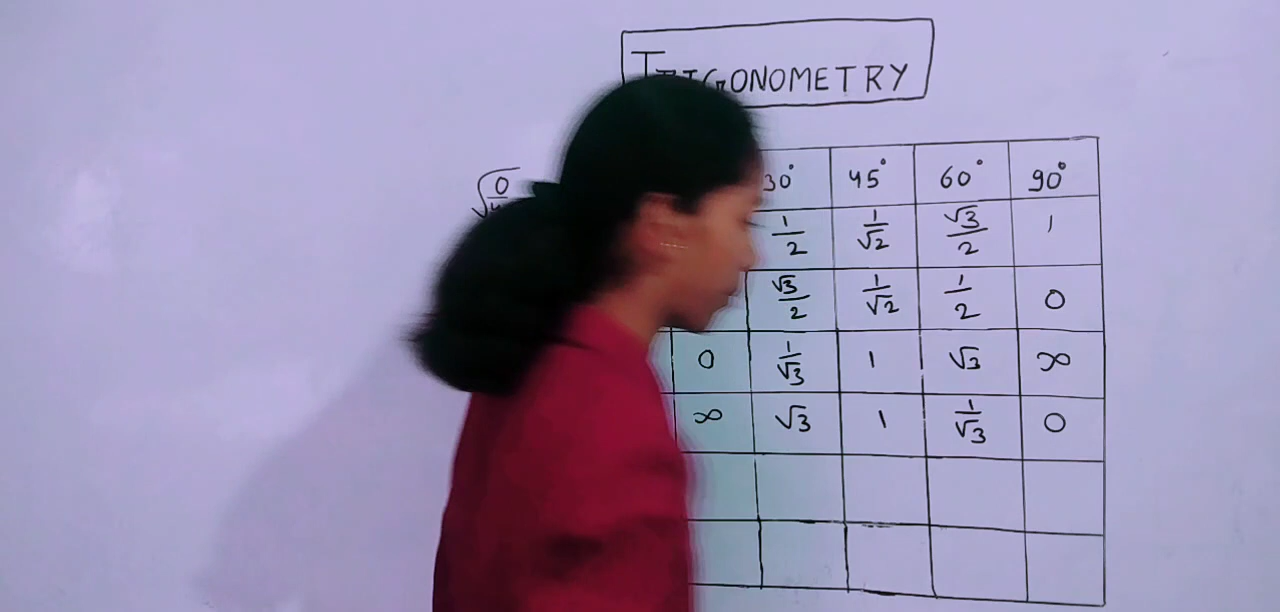 TRIGONOMETRY
30° 45° 60° 90°
1/2 1/√2 √3/2 1
√3/2 1/√2 1/2 0
0 1/√3 1 √3 ∞
∞ √3 1 1/√3 0